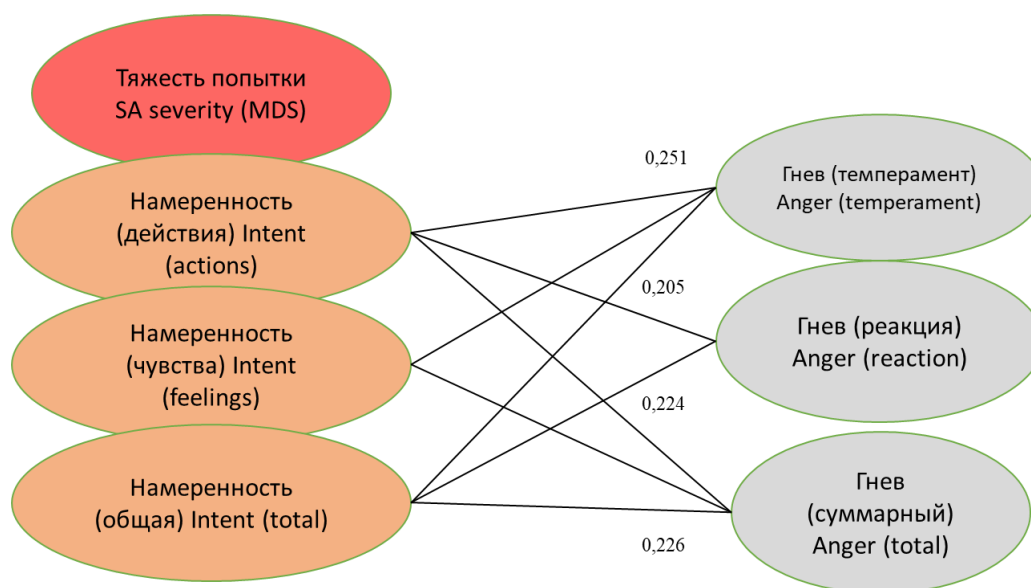 Тяжесть попытки
SA severity (MDS)
Намеренность
(действия) Intent
(actions)
Намеренность
(чувства) Intent
(feelings)
Намеренность
(общая) Intent (total)
0,251
0,205
0,224
0,226
Гнев (темперамент)
Anger (temperament)
Гнев (реакция)
Anger (reaction)
Гнев
(суммарный)
Anger (total)